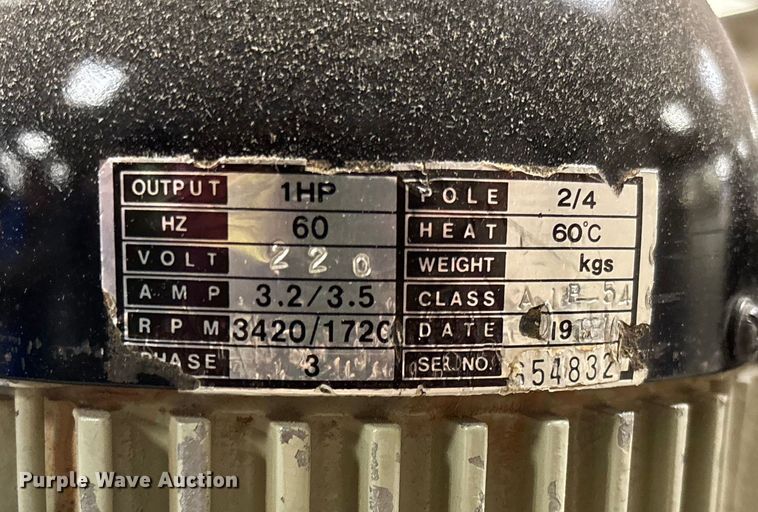 OUTPUT 1HP POLE 2/4
HZ 60 HEAT 60°C
VOLT 220 WEIGHT kgs
AMP 3.2/3.5 CLASS
RPM 3420/1720 DATE 19
PHASE 3 SER NO. 654832
Purple Wave Auction